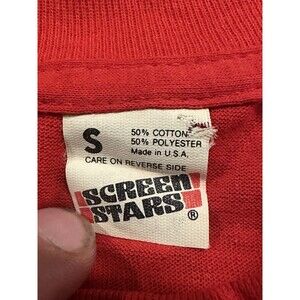 S
50% COTTON
50% POLYESTER
Made in U.S.A.
CARE ON REVERSE SIDE
SCREEN
STARS
®